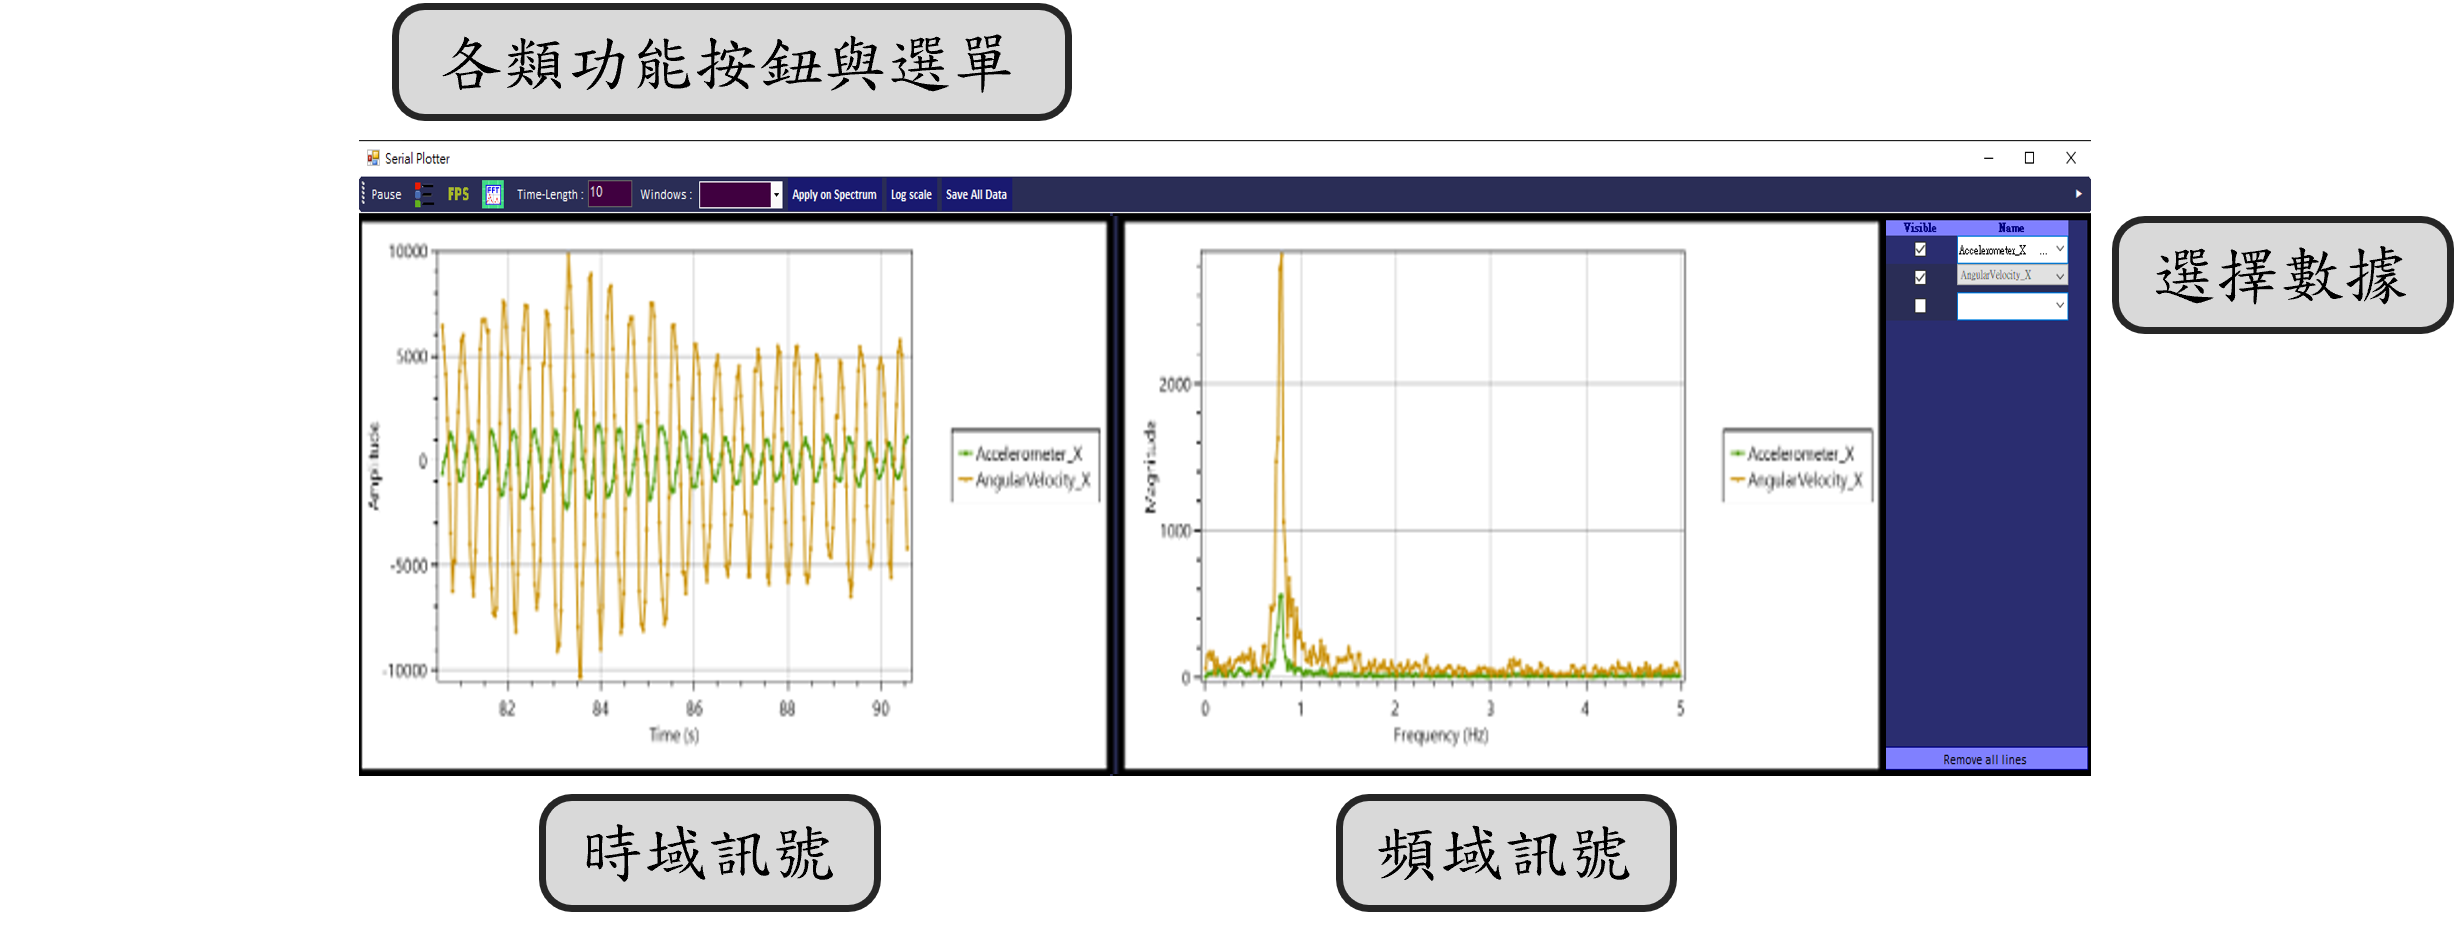 各類功能按鈕與選單
Serial Plotter
Pause FPS FFT Time-Length : 10 Windows : Apply on Spectrum Log scale Save All Data
10000
5000
0
-5000
-10000
Amplitude
82 84 86 88 90
Time (s)
Accelerometer_X
AngularVelocity_X
2000
1000
0
Magnitude
0 1 2 3 4 5
Frequency (Hz)
Accelerometer_X
AngularVelocity_X
Visible Name
Accelerometer_X ...
AngularVelocity_X
Remove all lines
選擇數據
時域訊號
頻域訊號